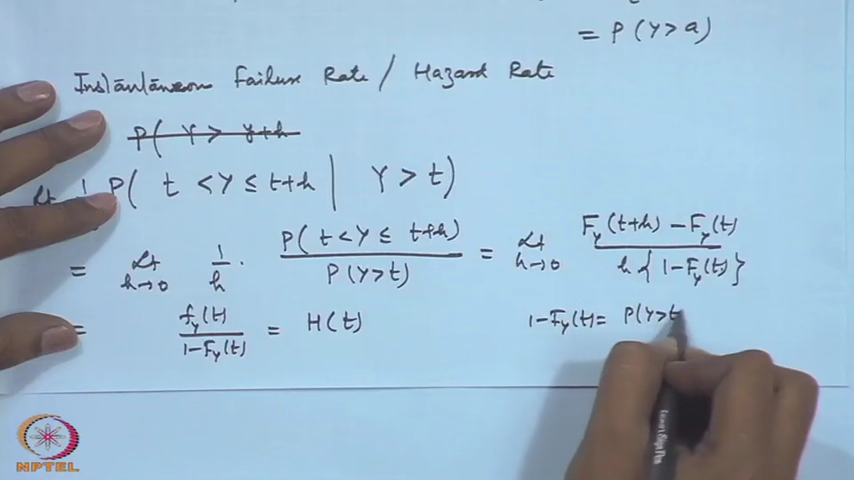 = P(Y>a)
Instantaneous Failure Rate / Hazard Rate
P( Y > y+h
Lt 1 P( t < Y ≤ t+h | Y > t)
= Lt h→0 1/h · P( t < Y ≤ t+h) / P(Y>t) = Lt h→0 F_Y(t+h) − F_Y(t) / h { 1−F_Y(t)}
= f_Y(t) / 1−F_Y(t) = H(t) 1−F_Y(t) = P(Y>t
NPTEL